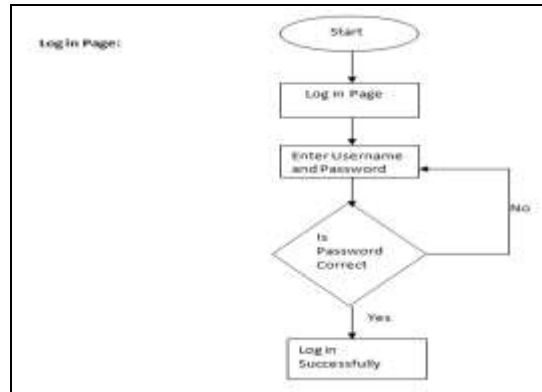 Log in Page:
Start
Log in Page
Enter Username
and Password
No
Is
Password
Correct
Yes
Log in
Successfully